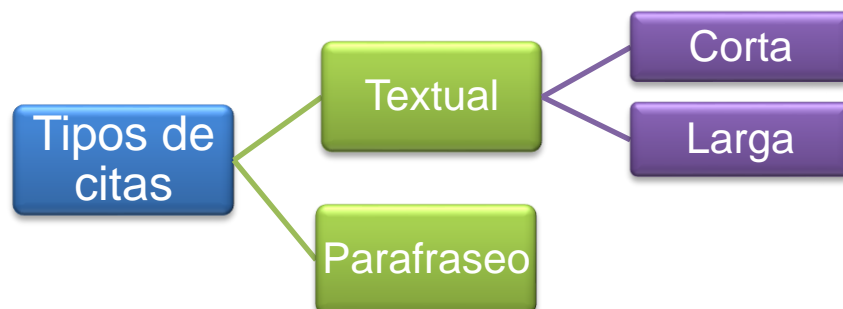 Tipos de
citas
Textual
Corta
Larga
Parafraseo